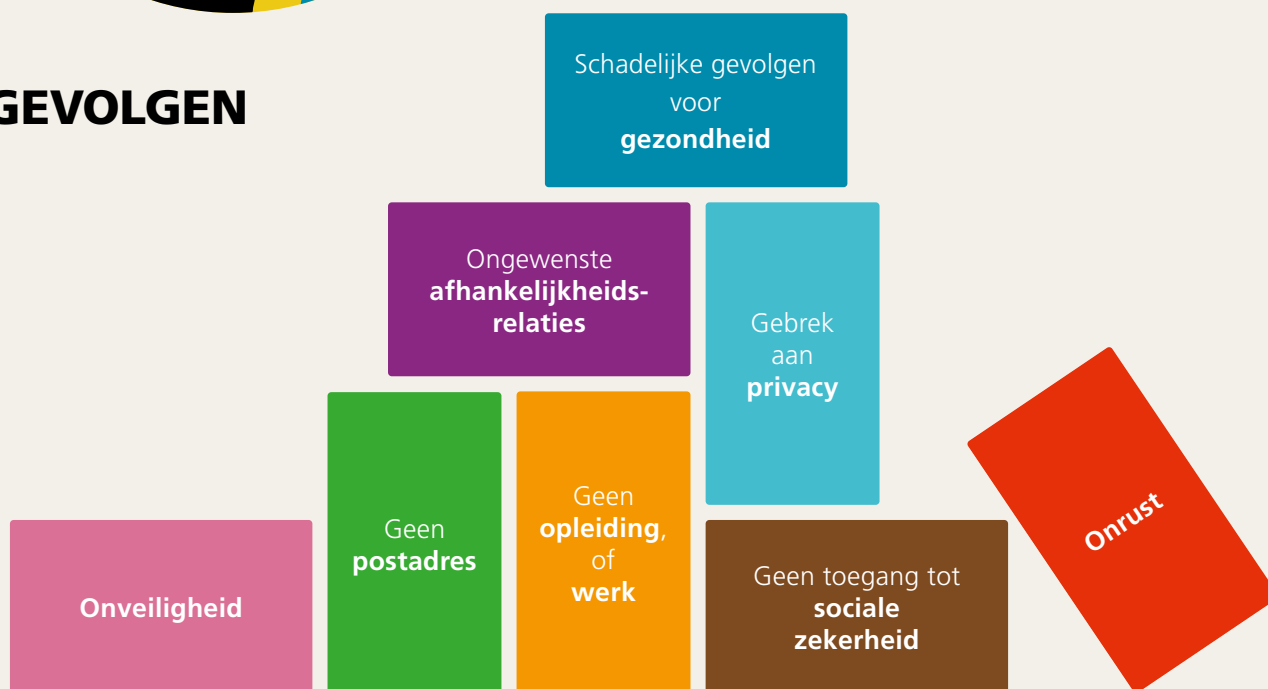 GEVOLGEN
Schadelijke gevolgen
voor
gezondheid
Ongewenste
afhankelijkheids-
relaties
Gebrek
aan
privacy
Geen
postadres
Geen
opleiding,
of
werk
Onveiligheid
Geen toegang tot
sociale
zekerheid
Onrust